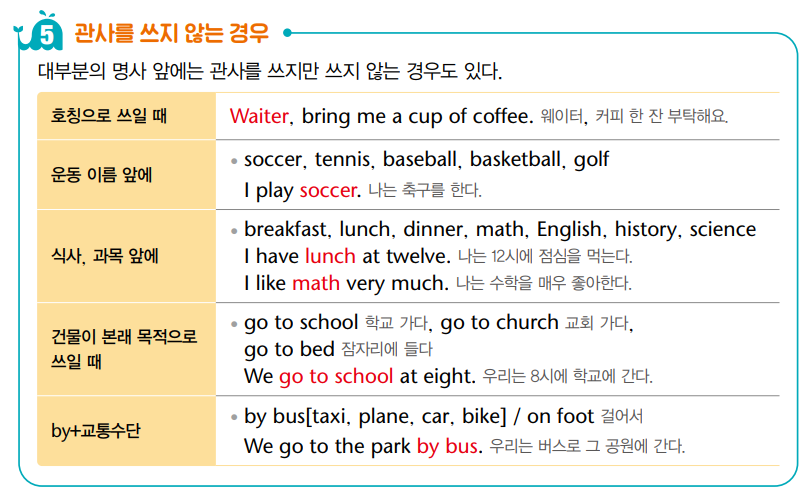 5 관사를 쓰지 않는 경우
대부분의 명사 앞에는 관사를 쓰지만 쓰지 않는 경우도 있다.
호칭으로 쓰일 때
Waiter, bring me a cup of coffee. 웨이터, 커피 한 잔 부탁해요.
운동 이름 앞에
• soccer, tennis, baseball, basketball, golf
I play soccer. 나는 축구를 한다.
식사, 과목 앞에
• breakfast, lunch, dinner, math, English, history, science
I have lunch at twelve. 나는 12시에 점심을 먹는다.
I like math very much. 나는 수학을 매우 좋아한다.
건물이 본래 목적으로
쓰일 때
• go to school 학교 가다, go to church 교회 가다,
go to bed 잠자리에 들다
We go to school at eight. 우리는 8시에 학교에 간다.
by+교통수단
• by bus[taxi, plane, car, bike] / on foot 걸어서
We go to the park by bus. 우리는 버스로 그 공원에 간다.